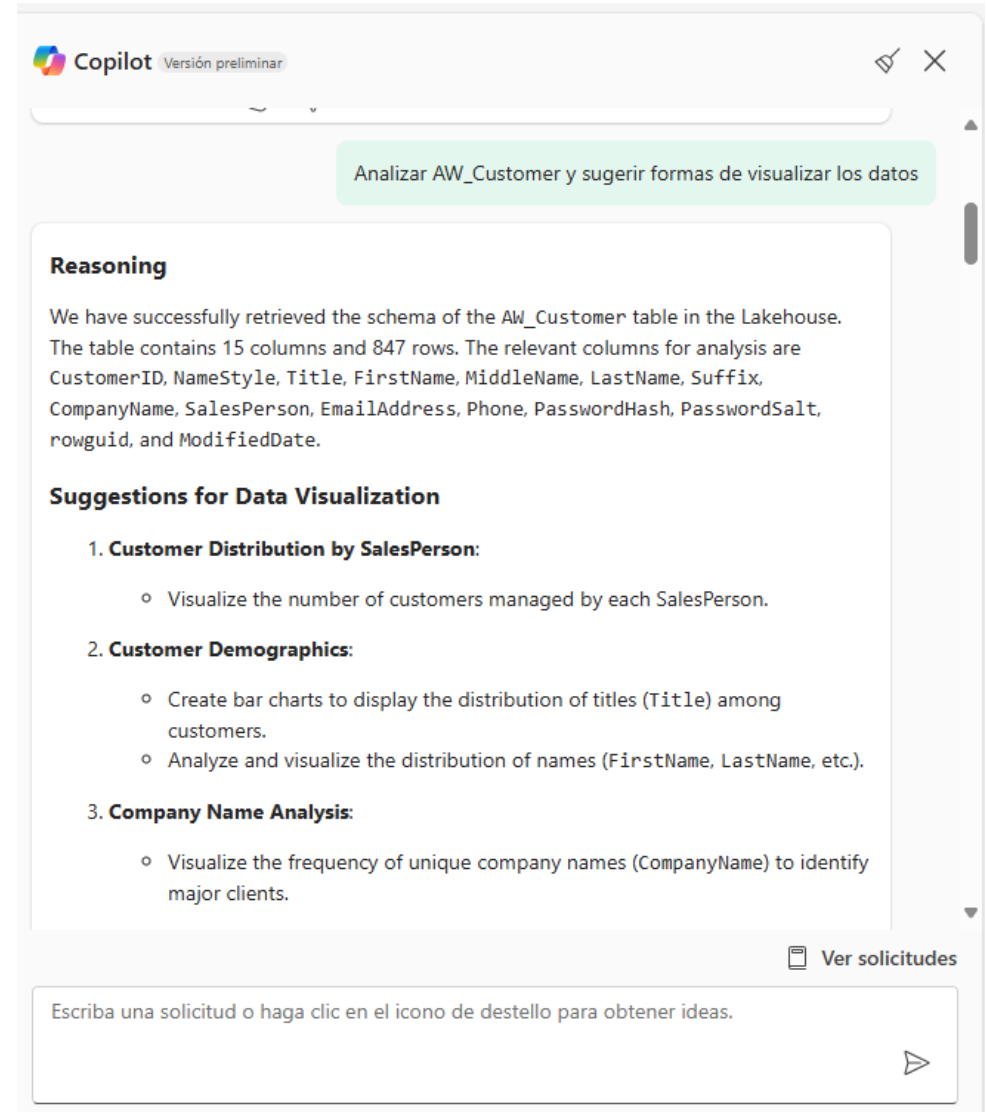 Copilot Versión preliminar
Analizar AW_Customer y sugerir formas de visualizar los datos
Reasoning
We have successfully retrieved the schema of the AW_Customer table in the Lakehouse.
The table contains 15 columns and 847 rows. The relevant columns for analysis are
CustomerID, NameStyle, Title, FirstName, MiddleName, LastName, Suffix,
CompanyName, SalesPerson, EmailAddress, Phone, PasswordHash, PasswordSalt,
rowguid, and ModifiedDate.
Suggestions for Data Visualization
1. Customer Distribution by SalesPerson:
Visualize the number of customers managed by each SalesPerson.
2. Customer Demographics:
Create bar charts to display the distribution of titles (Title) among
customers.
Analyze and visualize the distribution of names (FirstName, LastName, etc.).
3. Company Name Analysis:
Visualize the frequency of unique company names (CompanyName) to identify
major clients.
Ver solicitudes
Escriba una solicitud o haga clic en el icono de destello para obtener ideas.